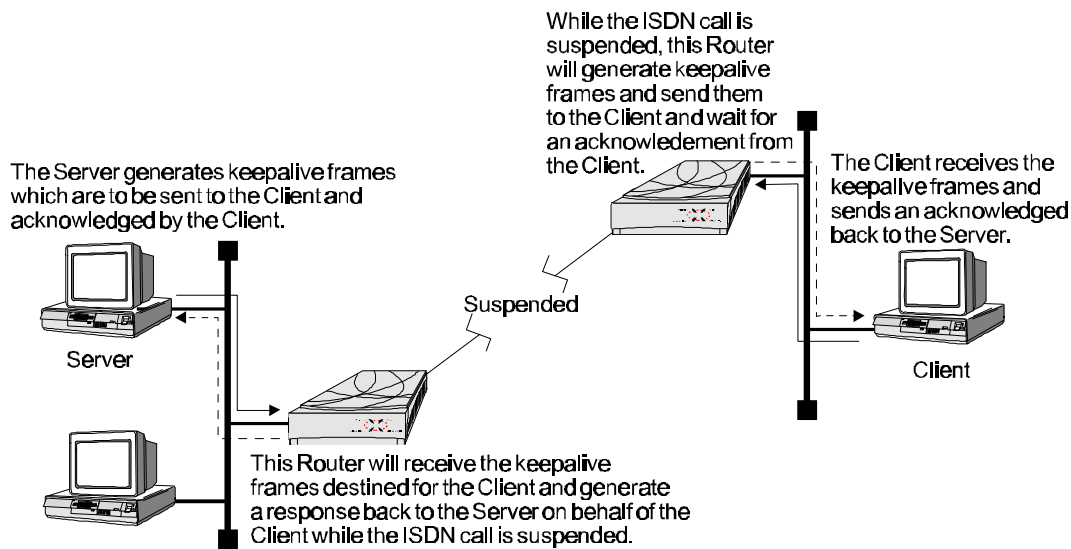 While the ISDN call is
suspended, this Router
will generate keepalive
frames and send them
to the Client and wait for
an acknowledement from
the Client.
The Server generates keepalive frames
which are to be sent to the Client and
acknowledged by the Client.
The Client receives the
keepalive frames and
sends an acknowledged
back to the Server.
Suspended
Server
Client
This Router will receive the keepalive
frames destined for the Client and generate
a response back to the Server on behalf of the
Client while the ISDN call is suspended.